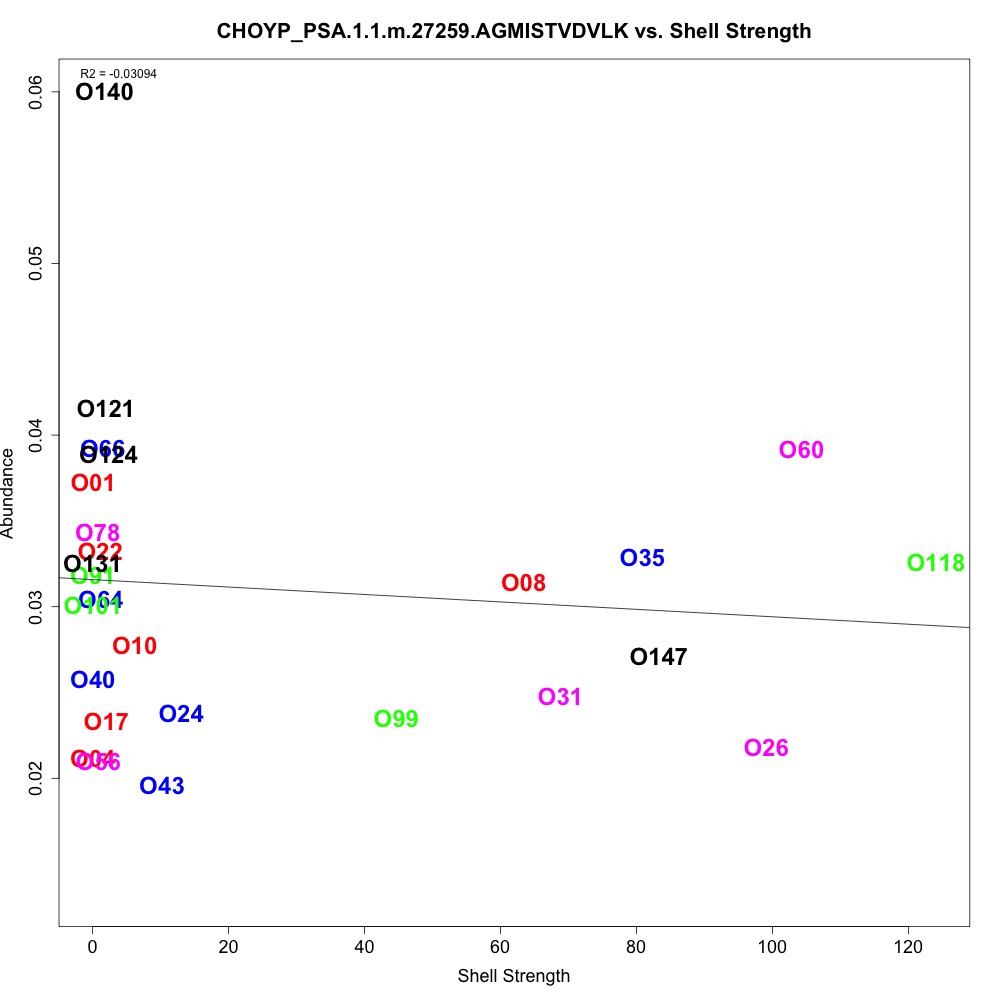 CHOYP_PSA.1.1.m.27259.AGMISTVDVLK vs. Shell Strength
R2 = -0.03094
O140
0.06
0.05
O121
0.04
O66
O124
O60
O01
Abundance
O78
O22
O131
O35
O118
O91
O08
O64
O101
0.03
O10
O147
O40
O31
O24
O99
O17
O26
O04
0.02
O43
0 20 40 60 80 100 120
Shell Strength